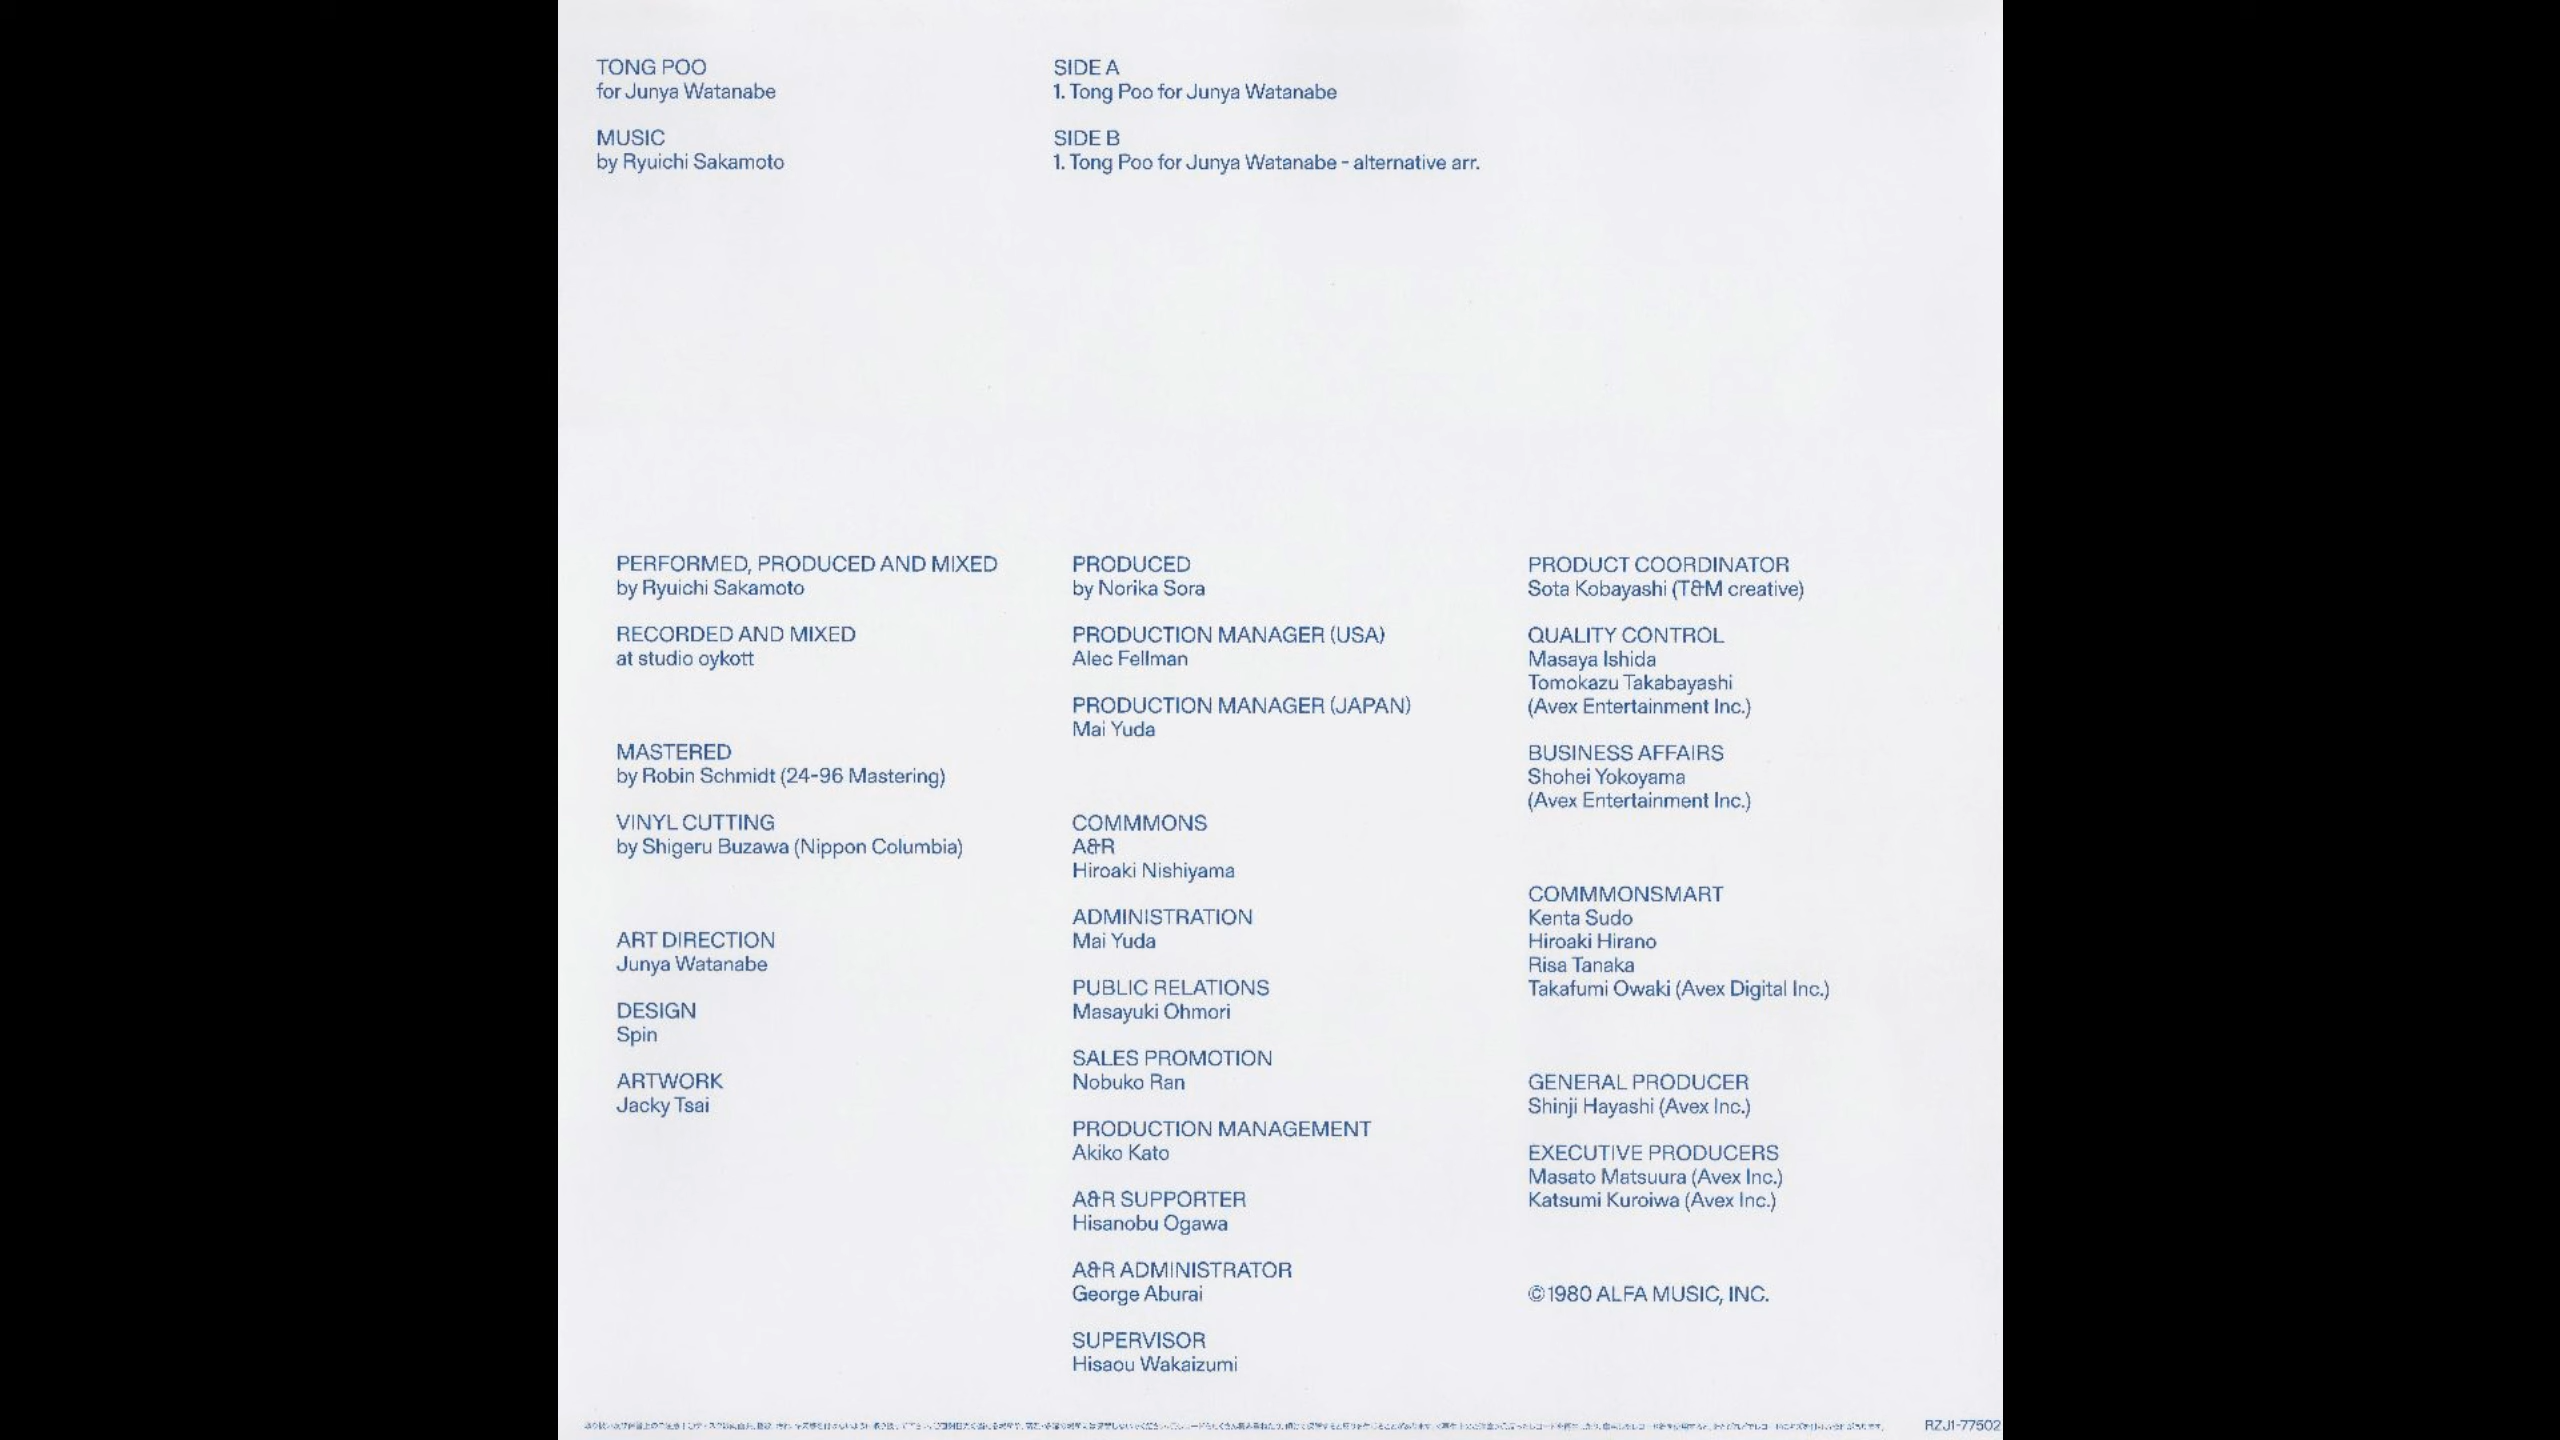 TONG POO
for Junya Watanabe
MUSIC
by Ryuichi Sakamoto
SIDE A
1. Tong Poo for Junya Watanabe
SIDE B
1. Tong Poo for Junya Watanabe - alternative arr.
PERFORMED, PRODUCED AND MIXED
by Ryuichi Sakamoto
RECORDED AND MIXED
at studio oykott
MASTERED
by Robin Schmidt (24-96 Mastering)
VINYL CUTTING
by Shigeru Buzawa (Nippon Columbia)
ART DIRECTION
Junya Watanabe
DESIGN
Spin
ARTWORK
Jacky Tsai
PRODUCED
by Norika Sora
PRODUCTION MANAGER (USA)
Alec Fellman
PRODUCTION MANAGER (JAPAN)
Mai Yuda
COMMMONS
A&R
Hiroaki Nishiyama
ADMINISTRATION
Mai Yuda
PUBLIC RELATIONS
Masayuki Ohmori
SALES PROMOTION
Nobuko Ran
PRODUCTION MANAGEMENT
Akiko Kato
A&R SUPPORTER
Hisanobu Ogawa
A&R ADMINISTRATOR
George Aburai
SUPERVISOR
Hisaou Wakaizumi
PRODUCT COORDINATOR
Sota Kobayashi (T&M creative)
QUALITY CONTROL
Masaya Ishida
Tomokazu Takabayashi
(Avex Entertainment Inc.)
BUSINESS AFFAIRS
Shohei Yokoyama
(Avex Entertainment Inc.)
COMMMONSMART
Kenta Sudo
Hiroaki Hirano
Risa Tanaka
Takafumi Owaki (Avex Digital Inc.)
GENERAL PRODUCER
Shinji Hayashi (Avex Inc.)
EXECUTIVE PRODUCERS
Masato Matsuura (Avex Inc.)
Katsumi Kuroiwa (Avex Inc.)
©1980 ALFA MUSIC, INC.
RZJ1-77502